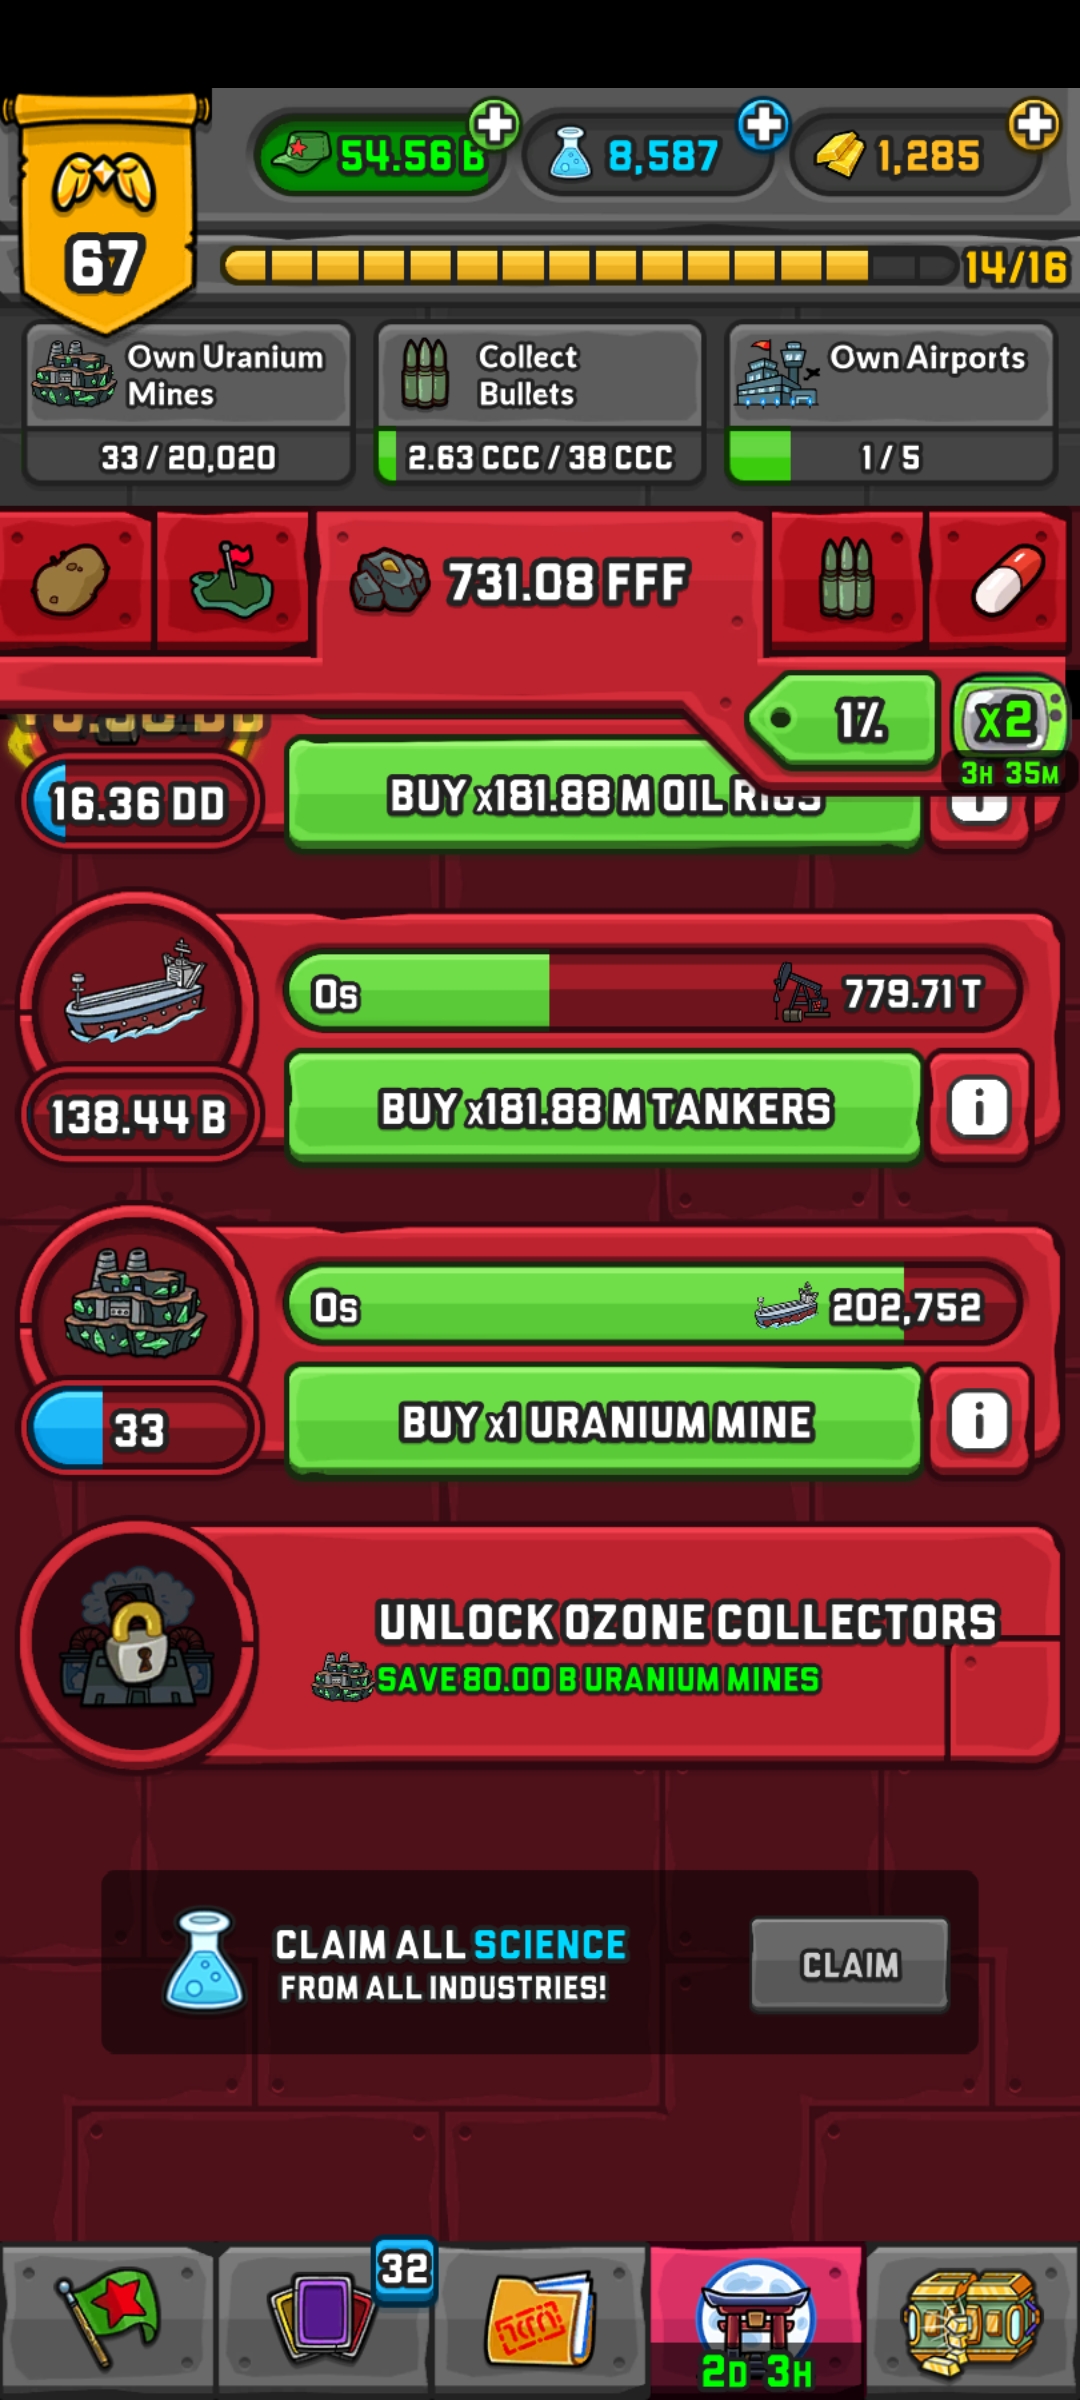 54.56 B
8,587
1,285
67
14/16
Own Uranium
Mines
33 / 20,020
Collect
Bullets
2.63 CCC / 38 CCC
Own Airports
1 / 5
731.08 FFF
1%
x2
3H 35M
16.36 DD
BUY x181.88 M OIL RIGS
0s
779.71 T
138.44 B
BUY x181.88 M TANKERS
i
0s
202,752
33
BUY x1 URANIUM MINE
i
UNLOCK OZONE COLLECTORS
SAVE 80.00 B URANIUM MINES
CLAIM ALL SCIENCE
FROM ALL INDUSTRIES!
CLAIM
32
2D 3H